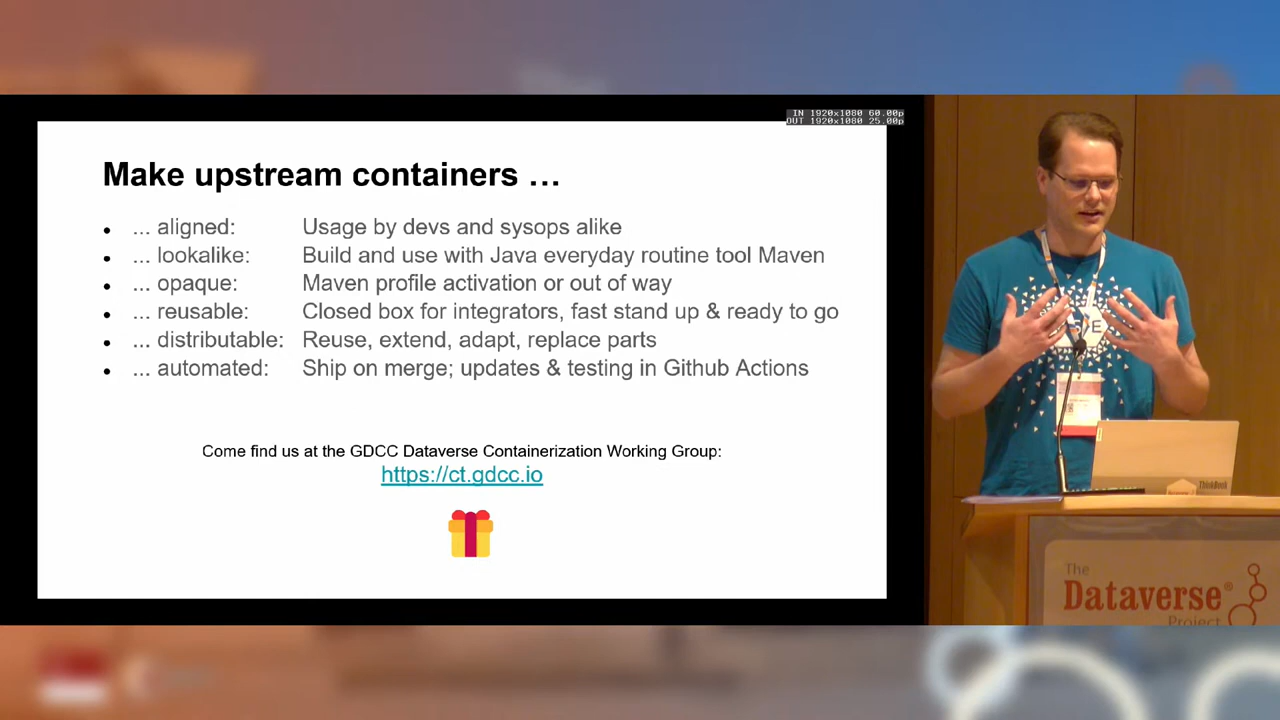 IN 1920x1080 60.00p
OUT 1920x1080 25.00p
Make upstream containers …
• ... aligned: Usage by devs and sysops alike
• ... lookalike: Build and use with Java everyday routine tool Maven
• ... opaque: Maven profile activation or out of way
• ... reusable: Closed box for integrators, fast stand up & ready to go
• ... distributable: Reuse, extend, adapt, replace parts
• ... automated: Ship on merge; updates & testing in Github Actions
Come find us at the GDCC Dataverse Containerization Working Group:
https://ct.gdcc.io
ThinkBook
The
Dataverse®
Project